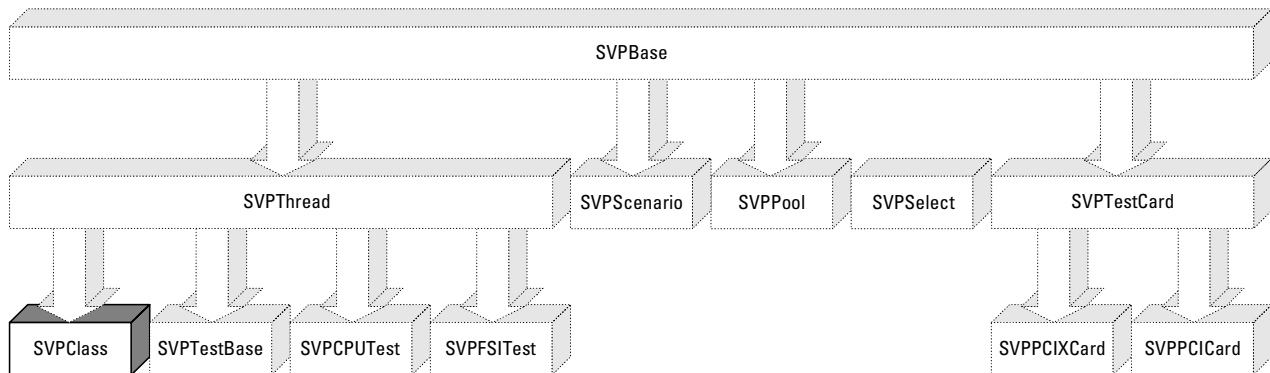 SVPBase
SVPThread
SVPScenario
SVPPool
SVPSelect
SVPTestCard
SVPClass
SVPTestBase
SVPCPUTest
SVPFSITest
SVPPCIXCard
SVPPCICard